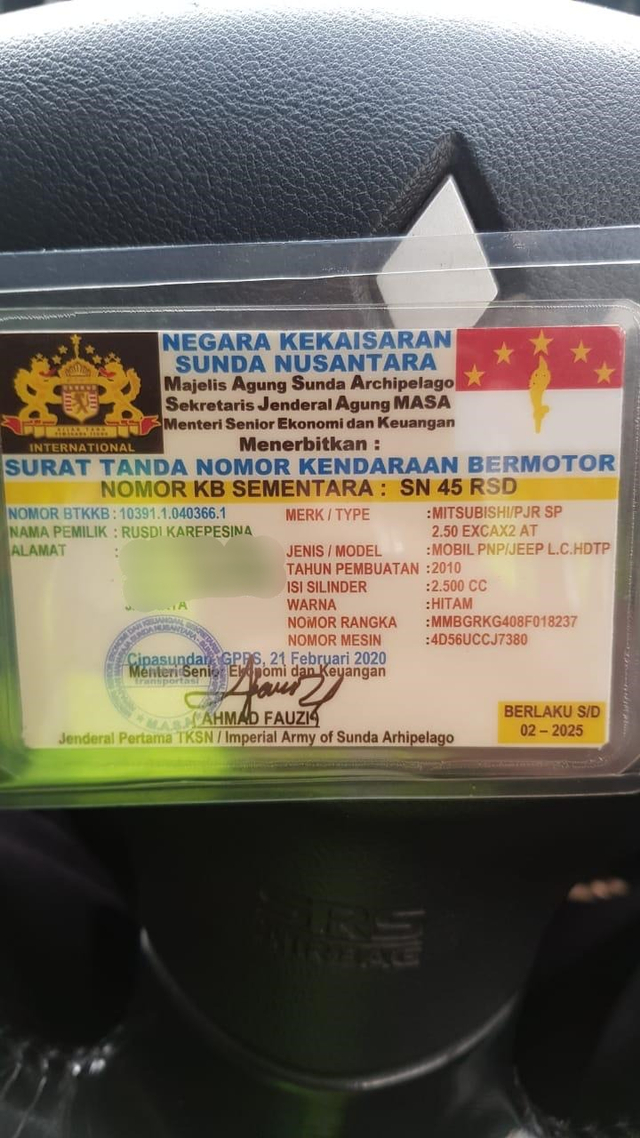 NEGARA KEKAISARAN
SUNDA NUSANTARA
Majelis Agung Sunda Archipelago
Sekretaris Jenderal Agung MASA
Menteri Senior Ekonomi dan Keuangan
Menerbitkan :
INTERNATIONAL
SURAT TANDA NOMOR KENDARAAN BERMOTOR
NOMOR KB SEMENTARA : SN 45 RSD
NOMOR BTKKB : 10391.1.040366.1
NAMA PEMILIK : RUSDI KAREPESINA
ALAMAT :
MERK / TYPE : MITSUBISHI/PJR SP
2.50 EXCAX2 AT
JENIS / MODEL : MOBIL PNP/JEEP L.C.HDTP
TAHUN PEMBUATAN : 2010
ISI SILINDER : 2.500 CC
WARNA : HITAM
NOMOR RANGKA : MMBGRKG408F018237
NOMOR MESIN : 4D56UCCJ7380
Cipasundan, GPRS, 21 Februari 2020
Menteri Senior Ekonomi dan Keuangan
(AHMAD FAUZI)
Jenderal Pertama TKSN / Imperial Army of Sunda Arhipelago
BERLAKU S/D
02 – 2025
SRS
AIRBAG